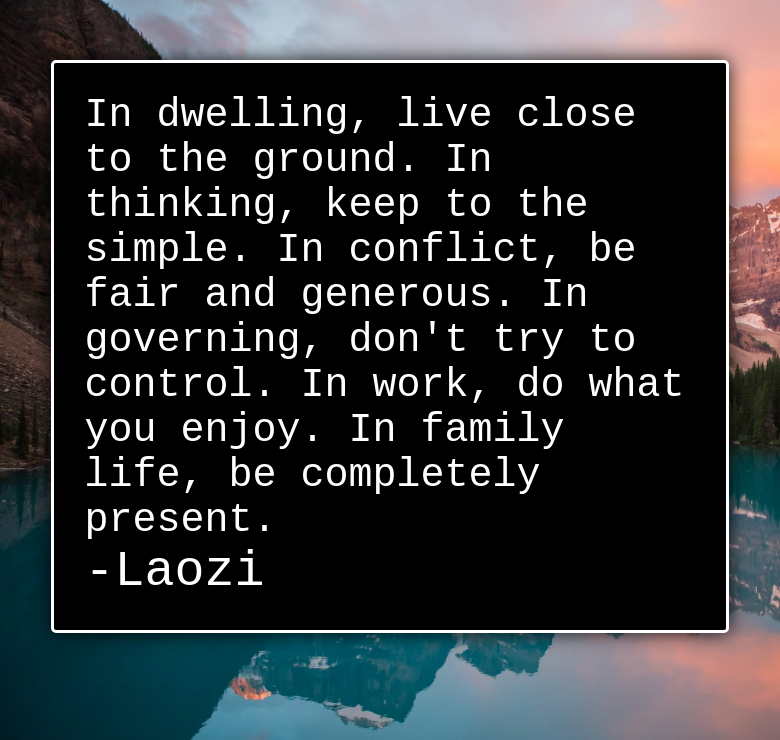 In dwelling, live close
to the ground. In
thinking, keep to the
simple. In conflict, be
fair and generous. In
governing, don't try to
control. In work, do what
you enjoy. In family
life, be completely
present.
-Laozi